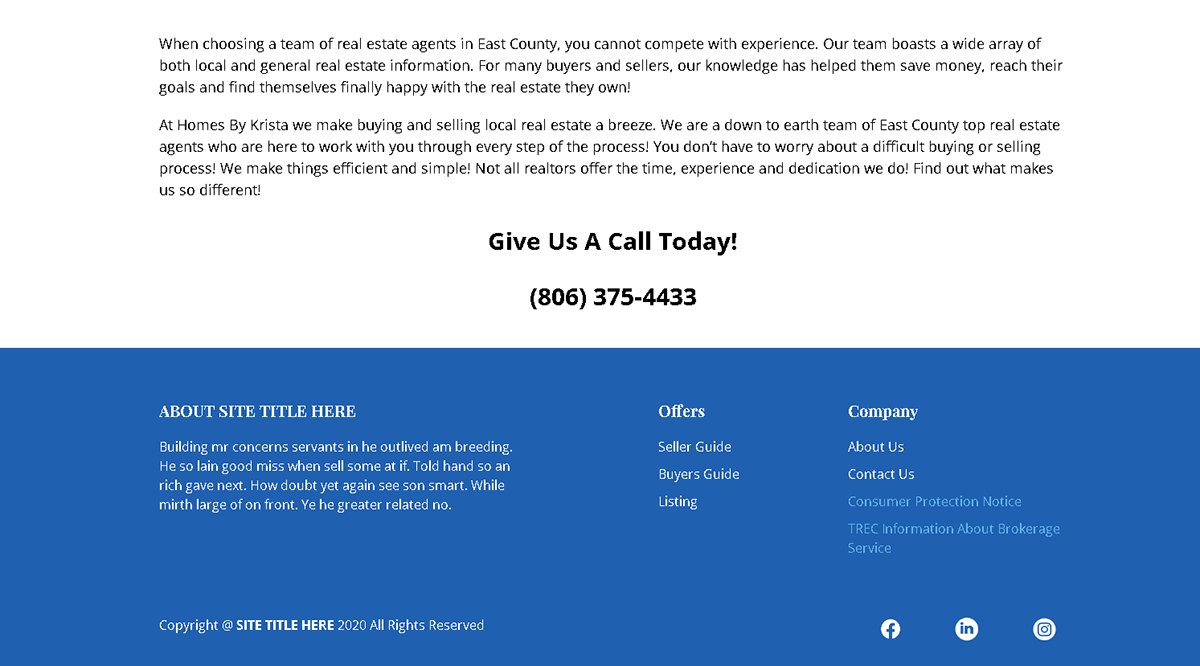 When choosing a team of real estate agents in East County, you cannot compete with experience. Our team boasts a wide array of
both local and general real estate information. For many buyers and sellers, our knowledge has helped them save money, reach their
goals and find themselves finally happy with the real estate they own!
At Homes By Krista we make buying and selling local real estate a breeze. We are a down to earth team of East County top real estate
agents who are here to work with you through every step of the process! You don’t have to worry about a difficult buying or selling
process! We make things efficient and simple! Not all realtors offer the time, experience and dedication we do! Find out what makes
us so different!
Give Us A Call Today!
(806) 375-4433
ABOUT SITE TITLE HERE
Building mr concerns servants in he outlived am breeding.
He so lain good miss when sell some at if. Told hand so an
rich gave next. How doubt yet again see son smart. While
mirth large of on front. Ye he greater related no.
Offers
Seller Guide
Buyers Guide
Listing
Company
About Us
Contact Us
Consumer Protection Notice
TREC Information About Brokerage
Service
Copyright @ SITE TITLE HERE 2020 All Rights Reserved